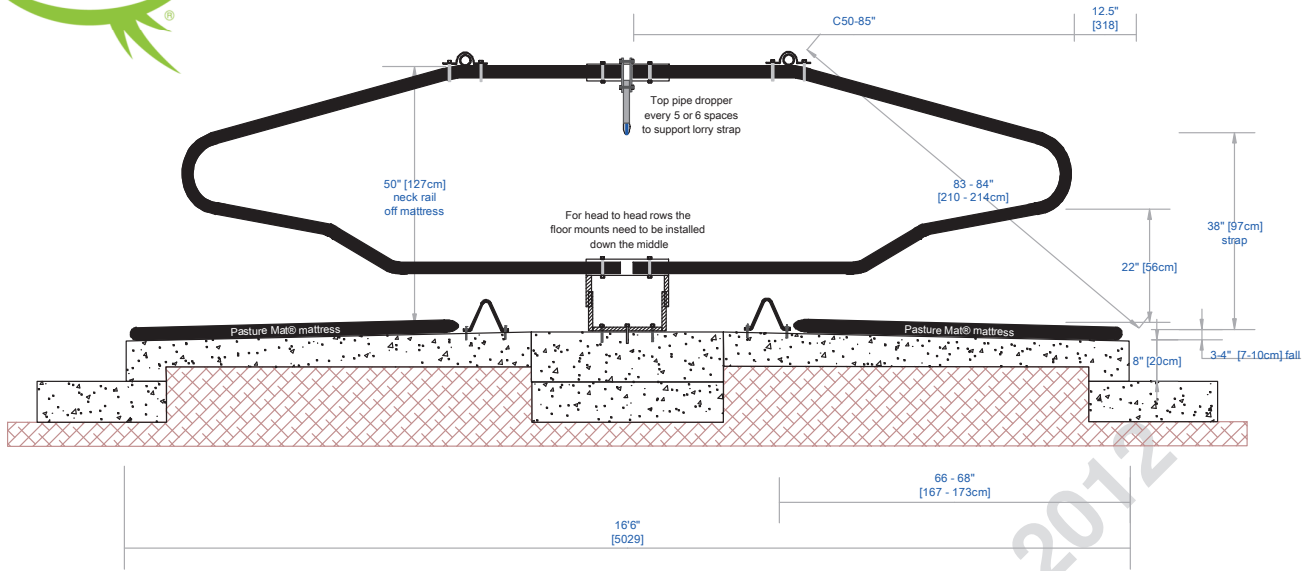 ®
12.5"
[318]
C50-85"
Top pipe dropper
every 5 or 6 spaces
to support lorry strap
50" [127cm]
neck rail
off mattress
83 - 84"
[210 - 214cm]
For head to head rows the
floor mounts need to be installed
down the middle
38" [97cm]
strap
22" [56cm]
Pasture Mat® mattress
Pasture Mat® mattress
8" [20cm]
3-4" [7-10cm] fall
66 - 68"
[167 - 173cm]
16'6"
[5029]
2012